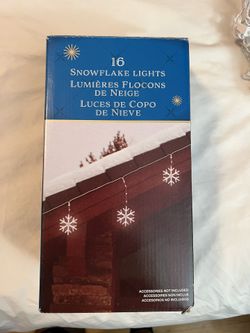 16
SNOWFLAKE LIGHTS
LUMIÈRES FLOCONS
DE NEIGE
LUCES DE COPO
DE NIEVE
ACCESSORIES NOT INCLUDED
ACCESSOIRES NON INCLUS
ACCESORIOS NO INCLUIDOS